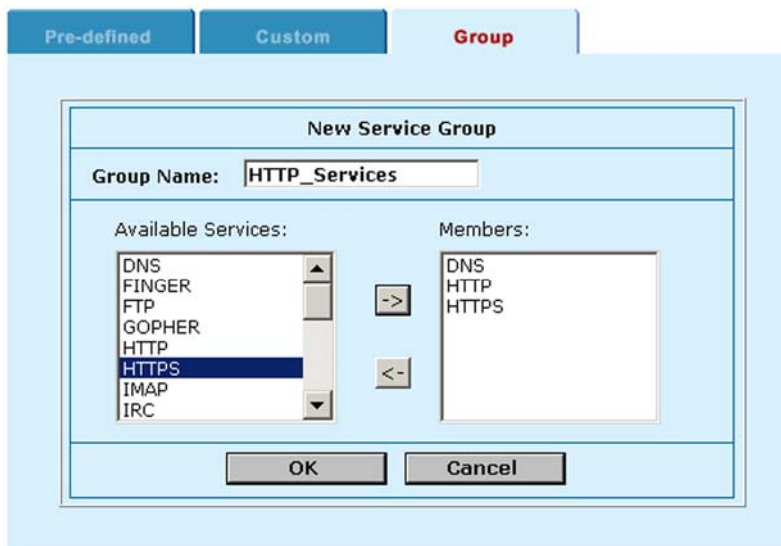 Pre-defined Custom Group
New Service Group
Group Name: HTTP_Services
Available Services:
DNS
FINGER
FTP
GOPHER
HTTP
HTTPS
IMAP
IRC
->
<-
Members:
DNS
HTTP
HTTPS
OK Cancel